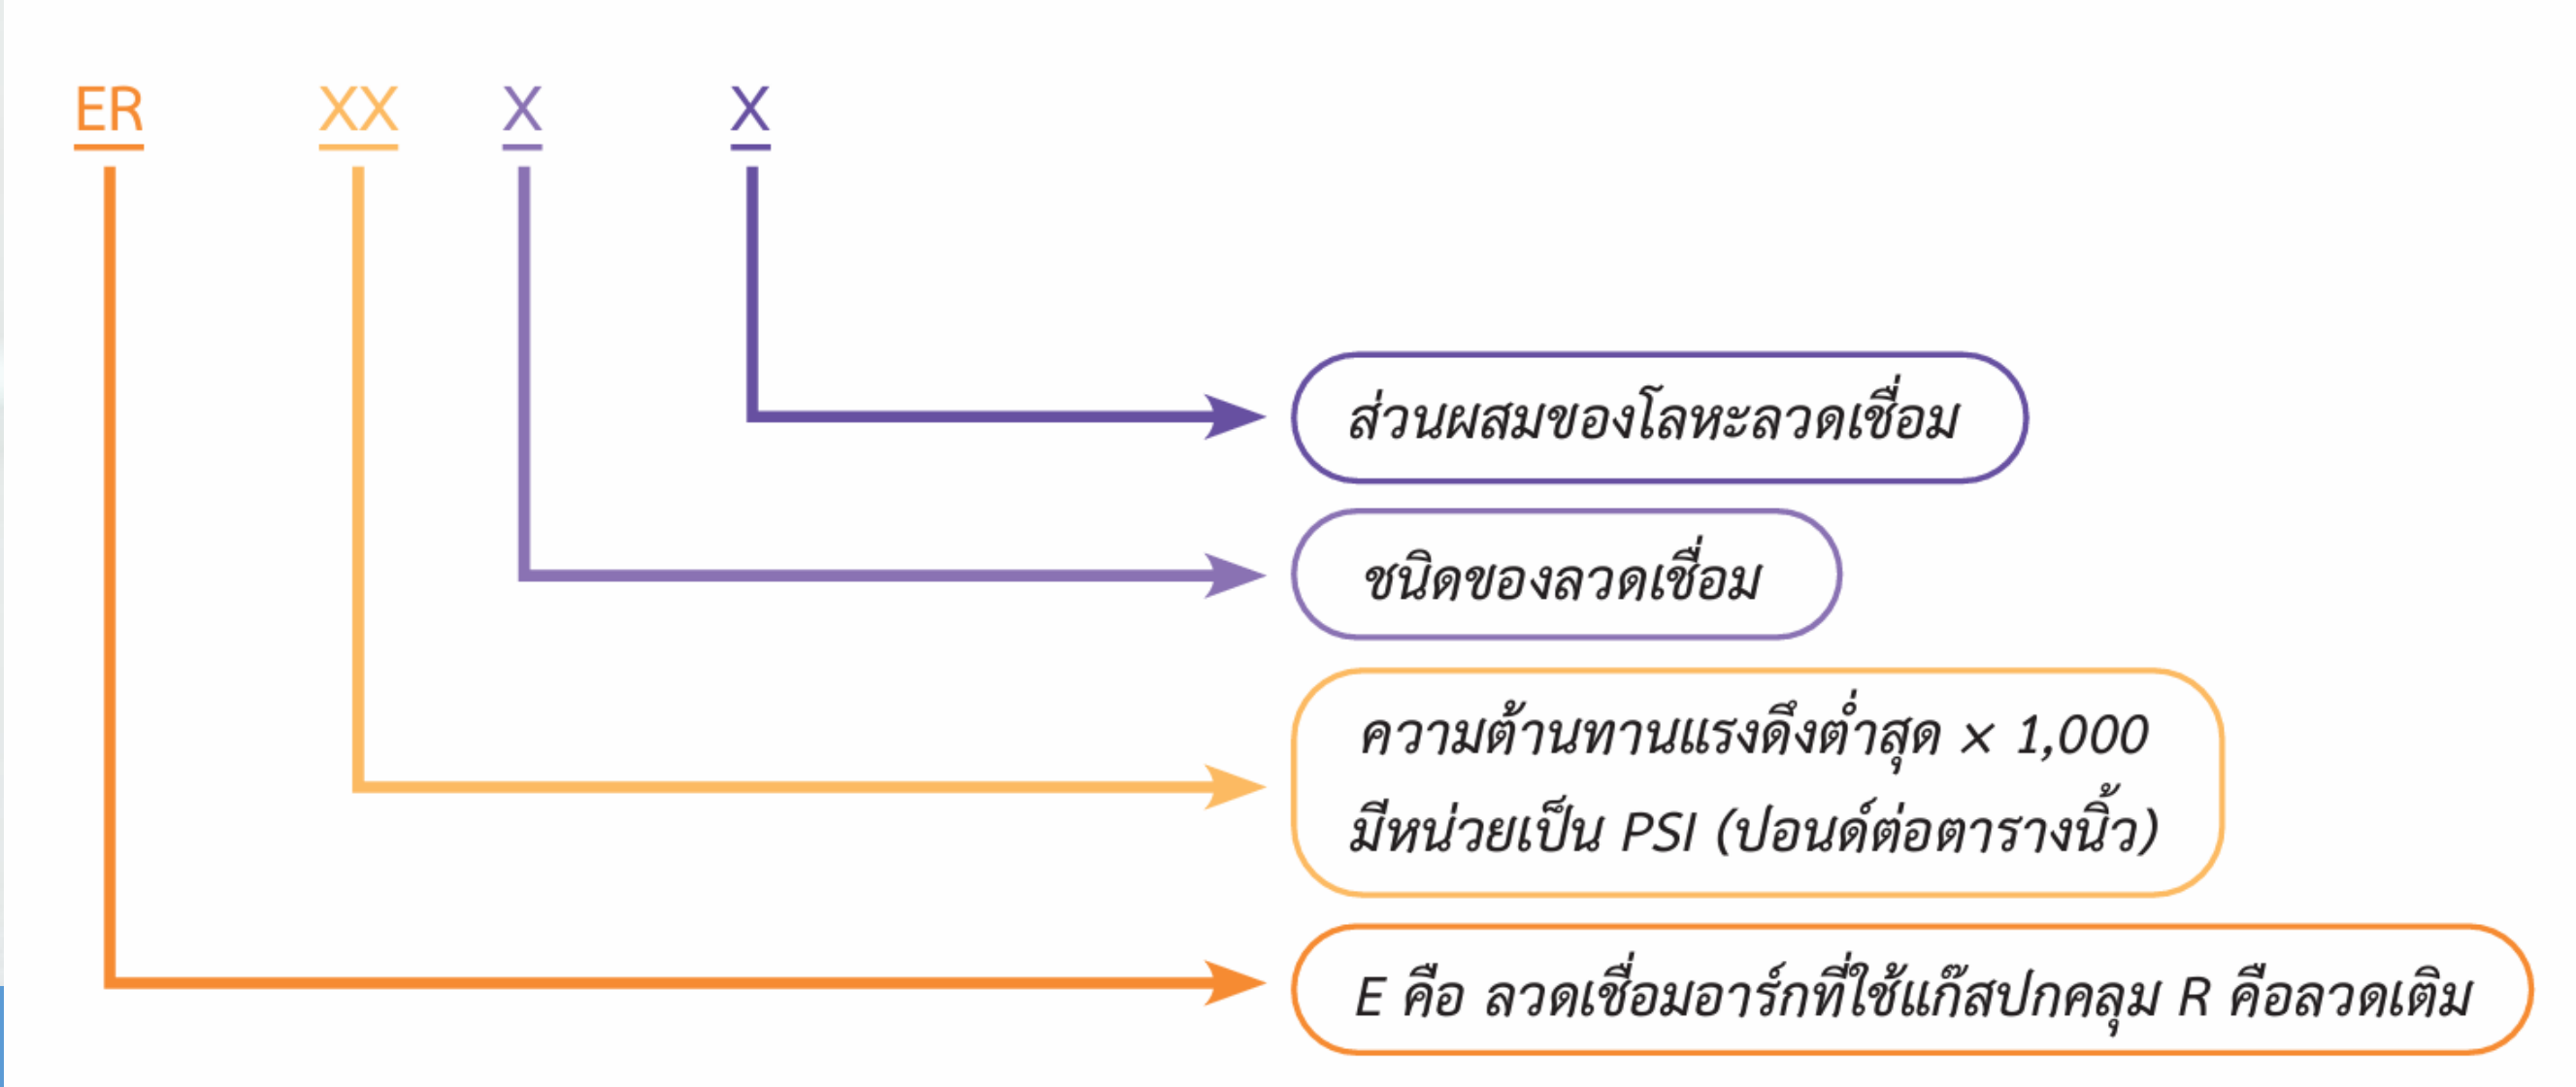 ER XX X X
ส่วนผสมของโลหะลวดเชื่อม
ชนิดของลวดเชื่อม
ความต้านทานแรงดึงต่ำสุด × 1,000
มีหน่วยเป็น PSI (ปอนด์ต่อตารางนิ้ว)
E คือ ลวดเชื่อมอาร์กที่ใช้แก๊สปกคลุม R คือลวดเติม